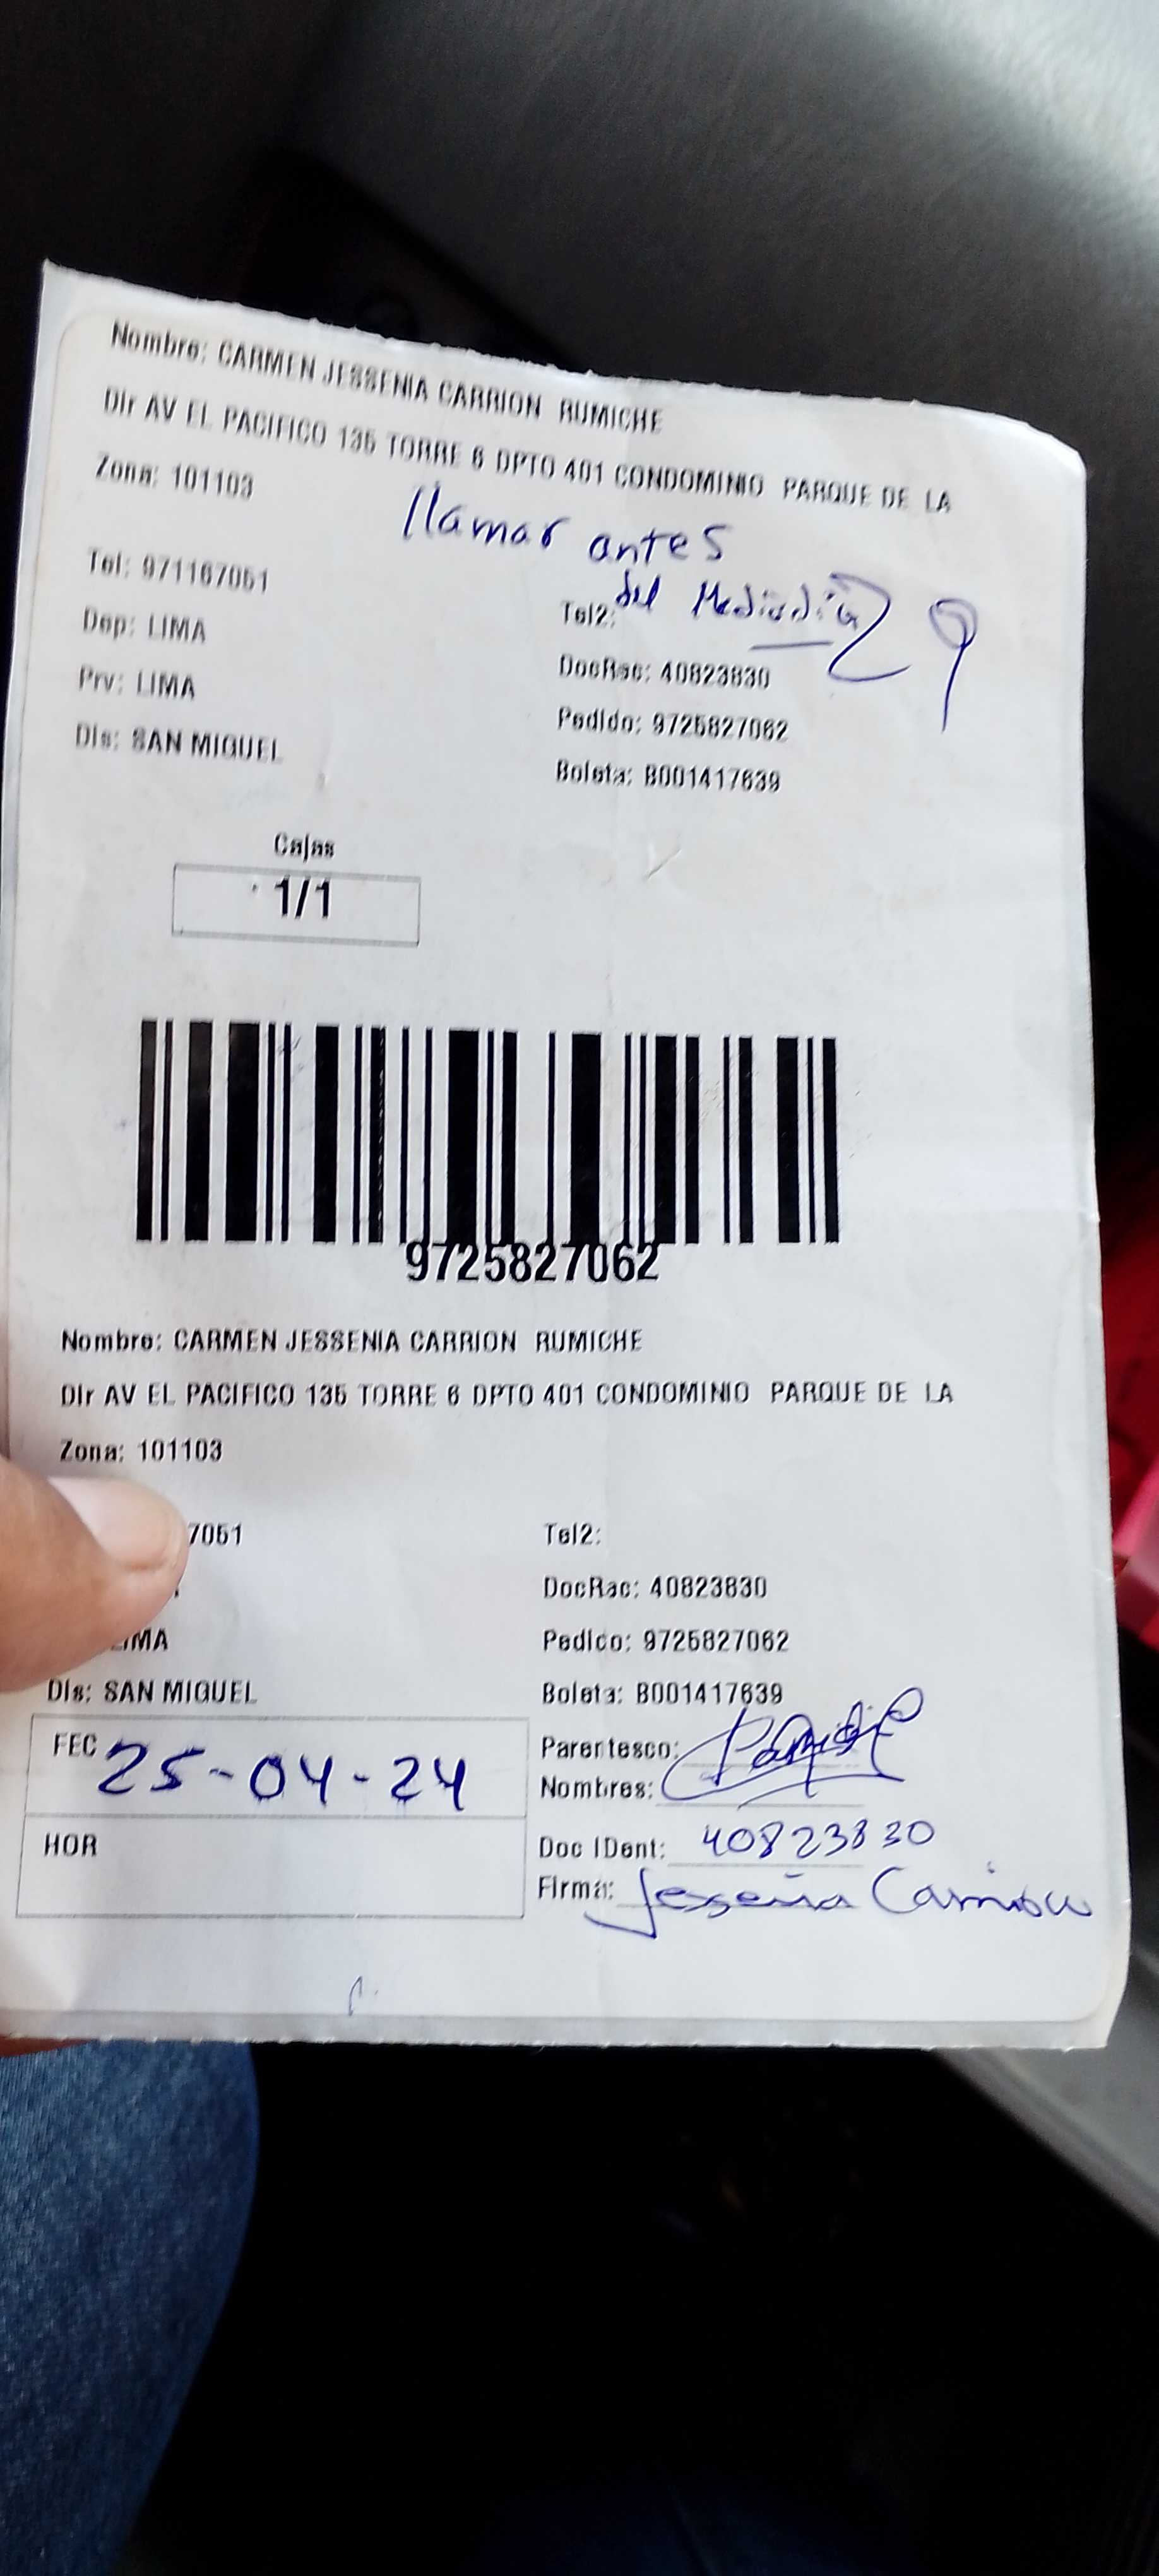 Nombre: CARMEN JESSENIA CARRION RUMICHE
Dir AV EL PACIFICO 135 TORRE 6 DPTO 401 CONDOMINIO PARQUE DE LA
Zona: 101103
llamar antes
del Mediodía
29
Tel: 971167051
Tel2:
Dep: LIMA
DocRac: 40823830
Prv: LIMA
Pedido: 9725827062
Dis: SAN MIGUEL
Boleta: B001417639
Cajas
1/1
9725827062
Nombre: CARMEN JESSENIA CARRION RUMICHE
Dir AV EL PACIFICO 135 TORRE 6 DPTO 401 CONDOMINIO PARQUE DE LA
Zona: 101103
7051
Tel2:
DocRac: 40823830
LIMA
Pedico: 9725827062
Dis: SAN MIGUEL
Boleta: B001417639
FEC 25-04-24
Parentesco:
Nombres:
HOR
Doc IDent: 40823830
Firma: Jessenia Carrion